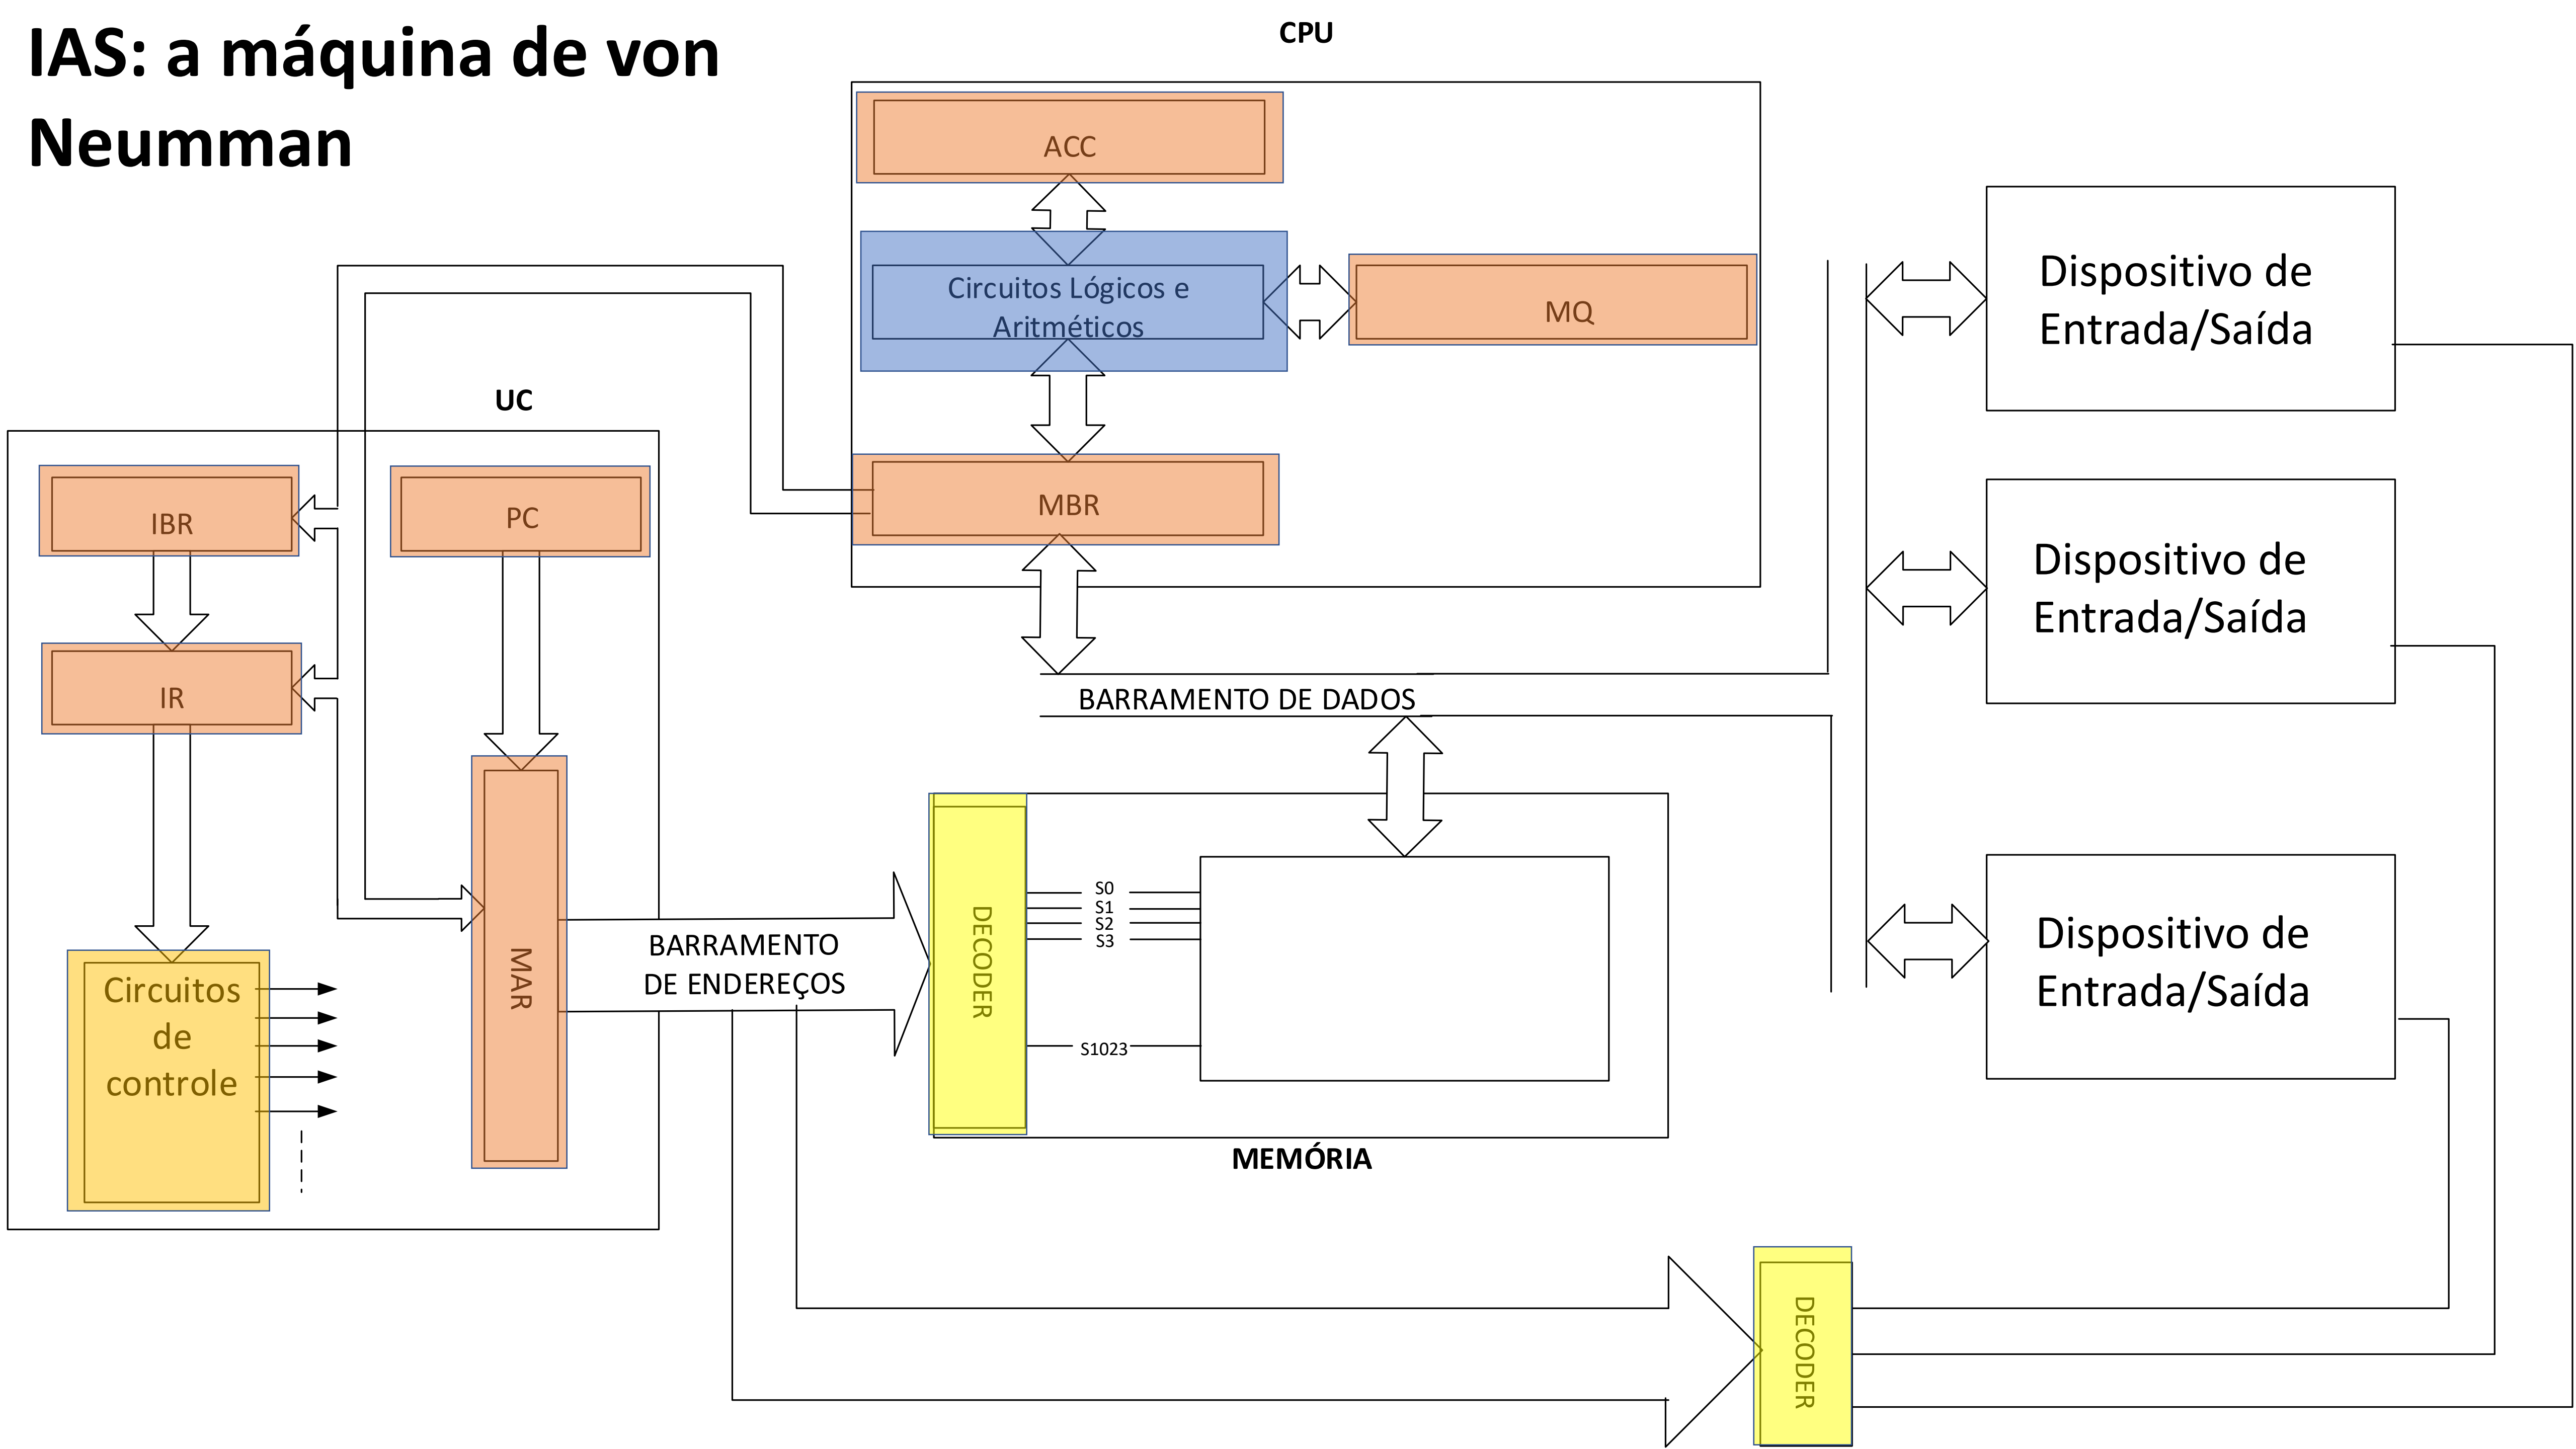 IAS: a máquina de von
Neumman
CPU
ACC
Circuitos Lógicos e
Aritméticos
MQ
MBR
UC
IBR
PC
IR
MAR
Circuitos
de
controle
BARRAMENTO DE DADOS
BARRAMENTO
DE ENDEREÇOS
DECODER
S0
S1
S2
S3
S1023
MEMÓRIA
Dispositivo de
Entrada/Saída
Dispositivo de
Entrada/Saída
Dispositivo de
Entrada/Saída
DECODER